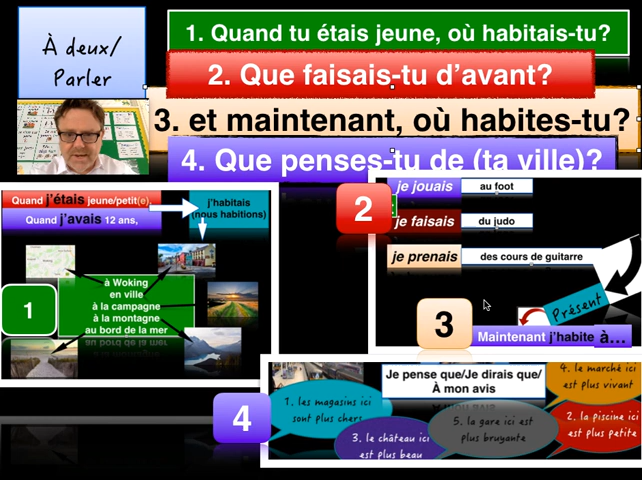 À deux/
Parler
1. Quand tu étais jeune, où habitais-tu?
2. Que faisais-tu d’avant?
3. et maintenant, où habites-tu?
4. Que penses-tu de (ta ville)?
Quand j’étais jeune/petit(e),
Quand j’avais 12 ans,
j’habitais
(nous habitions)
1
à Woking
en ville
à la campagne
à la montagne
au bord de la mer
2
je jouais
au foot
je faisais
du judo
je prenais
des cours de guitarre
Présent
3
Maintenant j’habite à...
4
Je pense que/Je dirais que/
À mon avis
1. les magasins ici
sont plus chers
3. le château ici
est plus beau
5. la gare ici est
plus bruyante
4. le marché ici
est plus vivant
2. la piscine ici
est plus petite